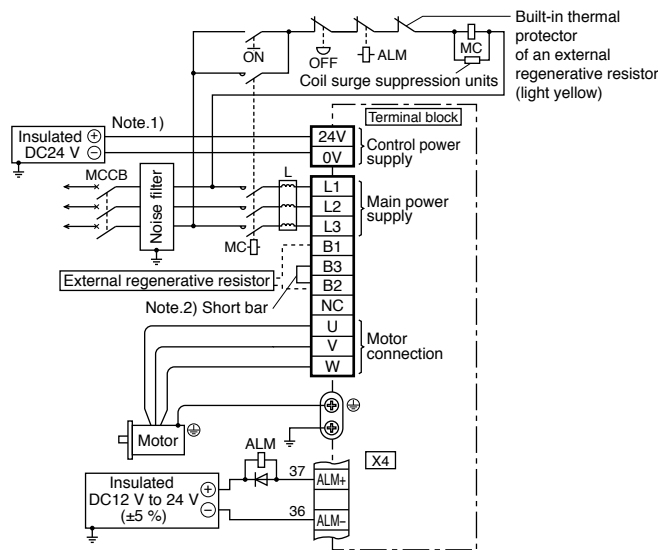 Built-in thermal
protector
of an external
regenerative resistor
(light yellow)
ON
OFF
ALM
MC
Coil surge suppression units
Note.1)
Terminal block
Insulated ⊕
DC24 V ⊖
24V
0V
Control power
supply
MCCB
Noise filter
L
L1
L2
L3
Main power
supply
MC
B1
B3
B2
NC
External regenerative resistor
Note.2) Short bar
U
V
W
Motor
connection
Motor
ALM
X4
Insulated
DC12 V to 24 V
(±5 %)
⊕
⊖
37
ALM+
36
ALM−